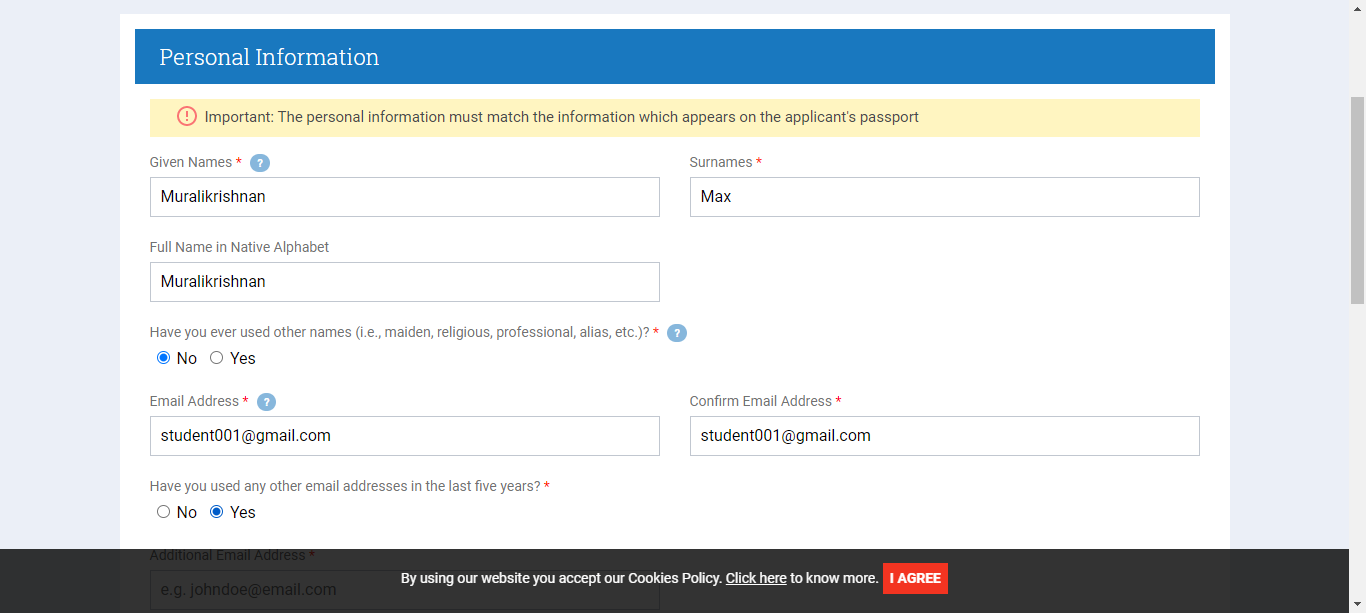 Personal Information
Important: The personal information must match the information which appears on the applicant's passport
Given Names * ?
Surnames *
Muralikrishnan
Max
Full Name in Native Alphabet
Muralikrishnan
Have you ever used other names (i.e., maiden, religious, professional, alias, etc.)? * ?
No Yes
Email Address * ?
Confirm Email Address *
student001@gmail.com
student001@gmail.com
Have you used any other email addresses in the last five years? *
No Yes
Additional Email Address *
e.g. johndoe@email.com
By using our website you accept our Cookies Policy. Click here to know more. I AGREE